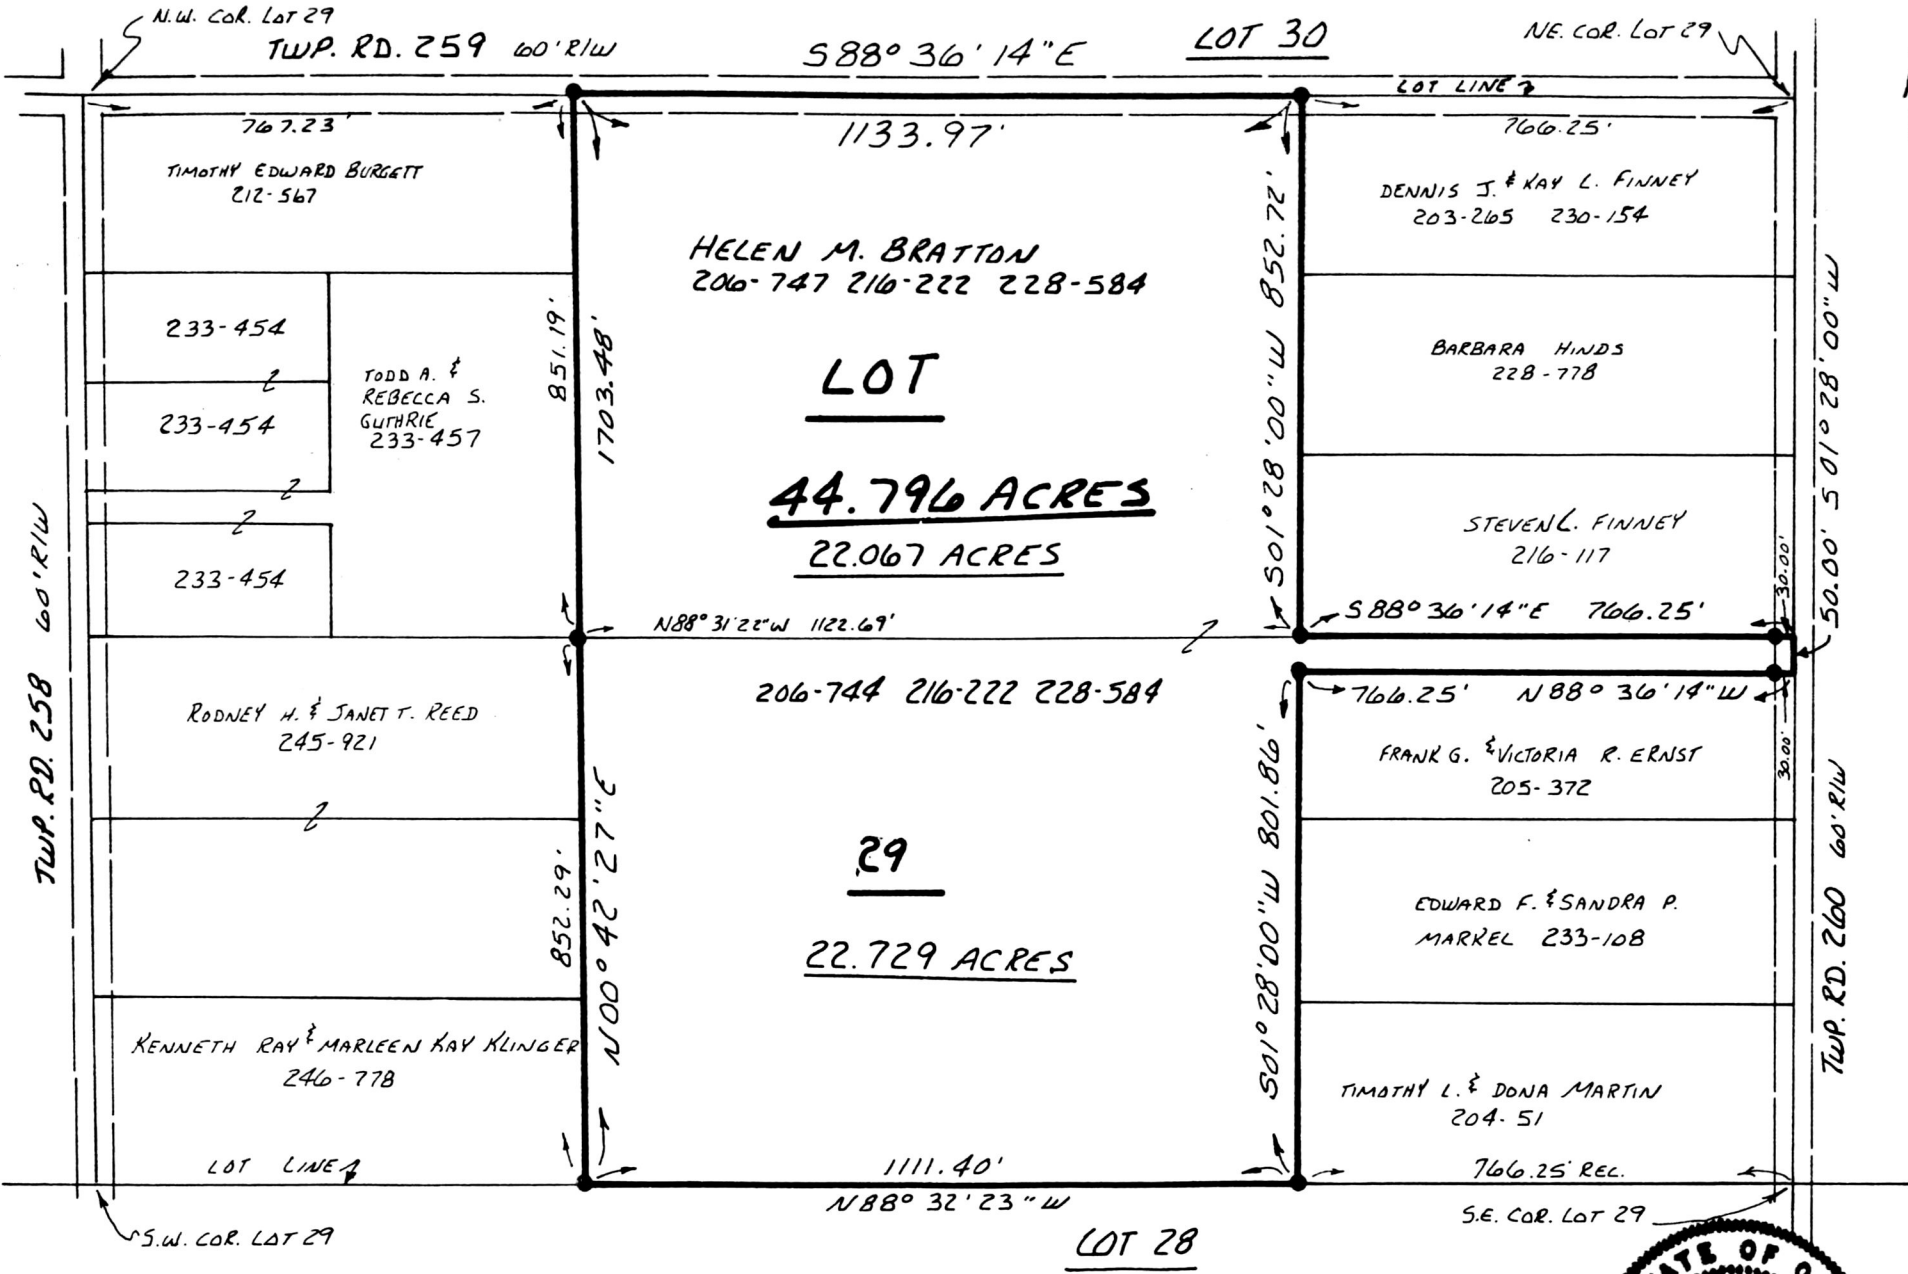 N.W. COR. LOT 29
TWP. RD. 259 60' R/W
S88° 36' 14" E
LOT 30
NE. COR. LOT 29
LOT LINE
767.23'
1133.97'
766.25'
TIMOTHY EDWARD BURGETT
212-567
DENNIS J. & KAY L. FINNEY
203-265 230-154
HELEN M. BRATTON
206-747 216-222 228-584
S01° 28' 00" W 852.72'
50.00' S 01° 28' 00" W
233-454
851.19'
1703.48'
BARBARA HINDS
228-778
LOT
TODD A. &
REBECCA S.
GUTHRIE
233-457
233-454
44.796 ACRES
22.067 ACRES
STEVEN L. FINNEY
216-117
233-454
30.00'
TWP. RD. 258 60' R/W
N88° 31' 22" W 1122.69'
S88° 36' 14" E 766.25'
206-744 216-222 228-584
766.25' N88° 36' 14" W
RODNEY H. & JANET T. REED
245-921
FRANK G. & VICTORIA R. ERNST
205-372
30.00'
N00° 42' 27" E
852.29'
S01° 28' 00" W 801.86'
29
22.729 ACRES
EDWARD F. & SANDRA P.
MARKEL 233-108
TWP. RD. 260 60' R/W
KENNETH RAY & MARLEEN KAY KLINGER
246-778
TIMOTHY L. & DONA MARTIN
204-51
LOT LINE
1111.40'
766.25' REC.
N88° 32' 23" W
S.W. COR. LOT 29
S.E. COR. LOT 29
LOT 28
OF